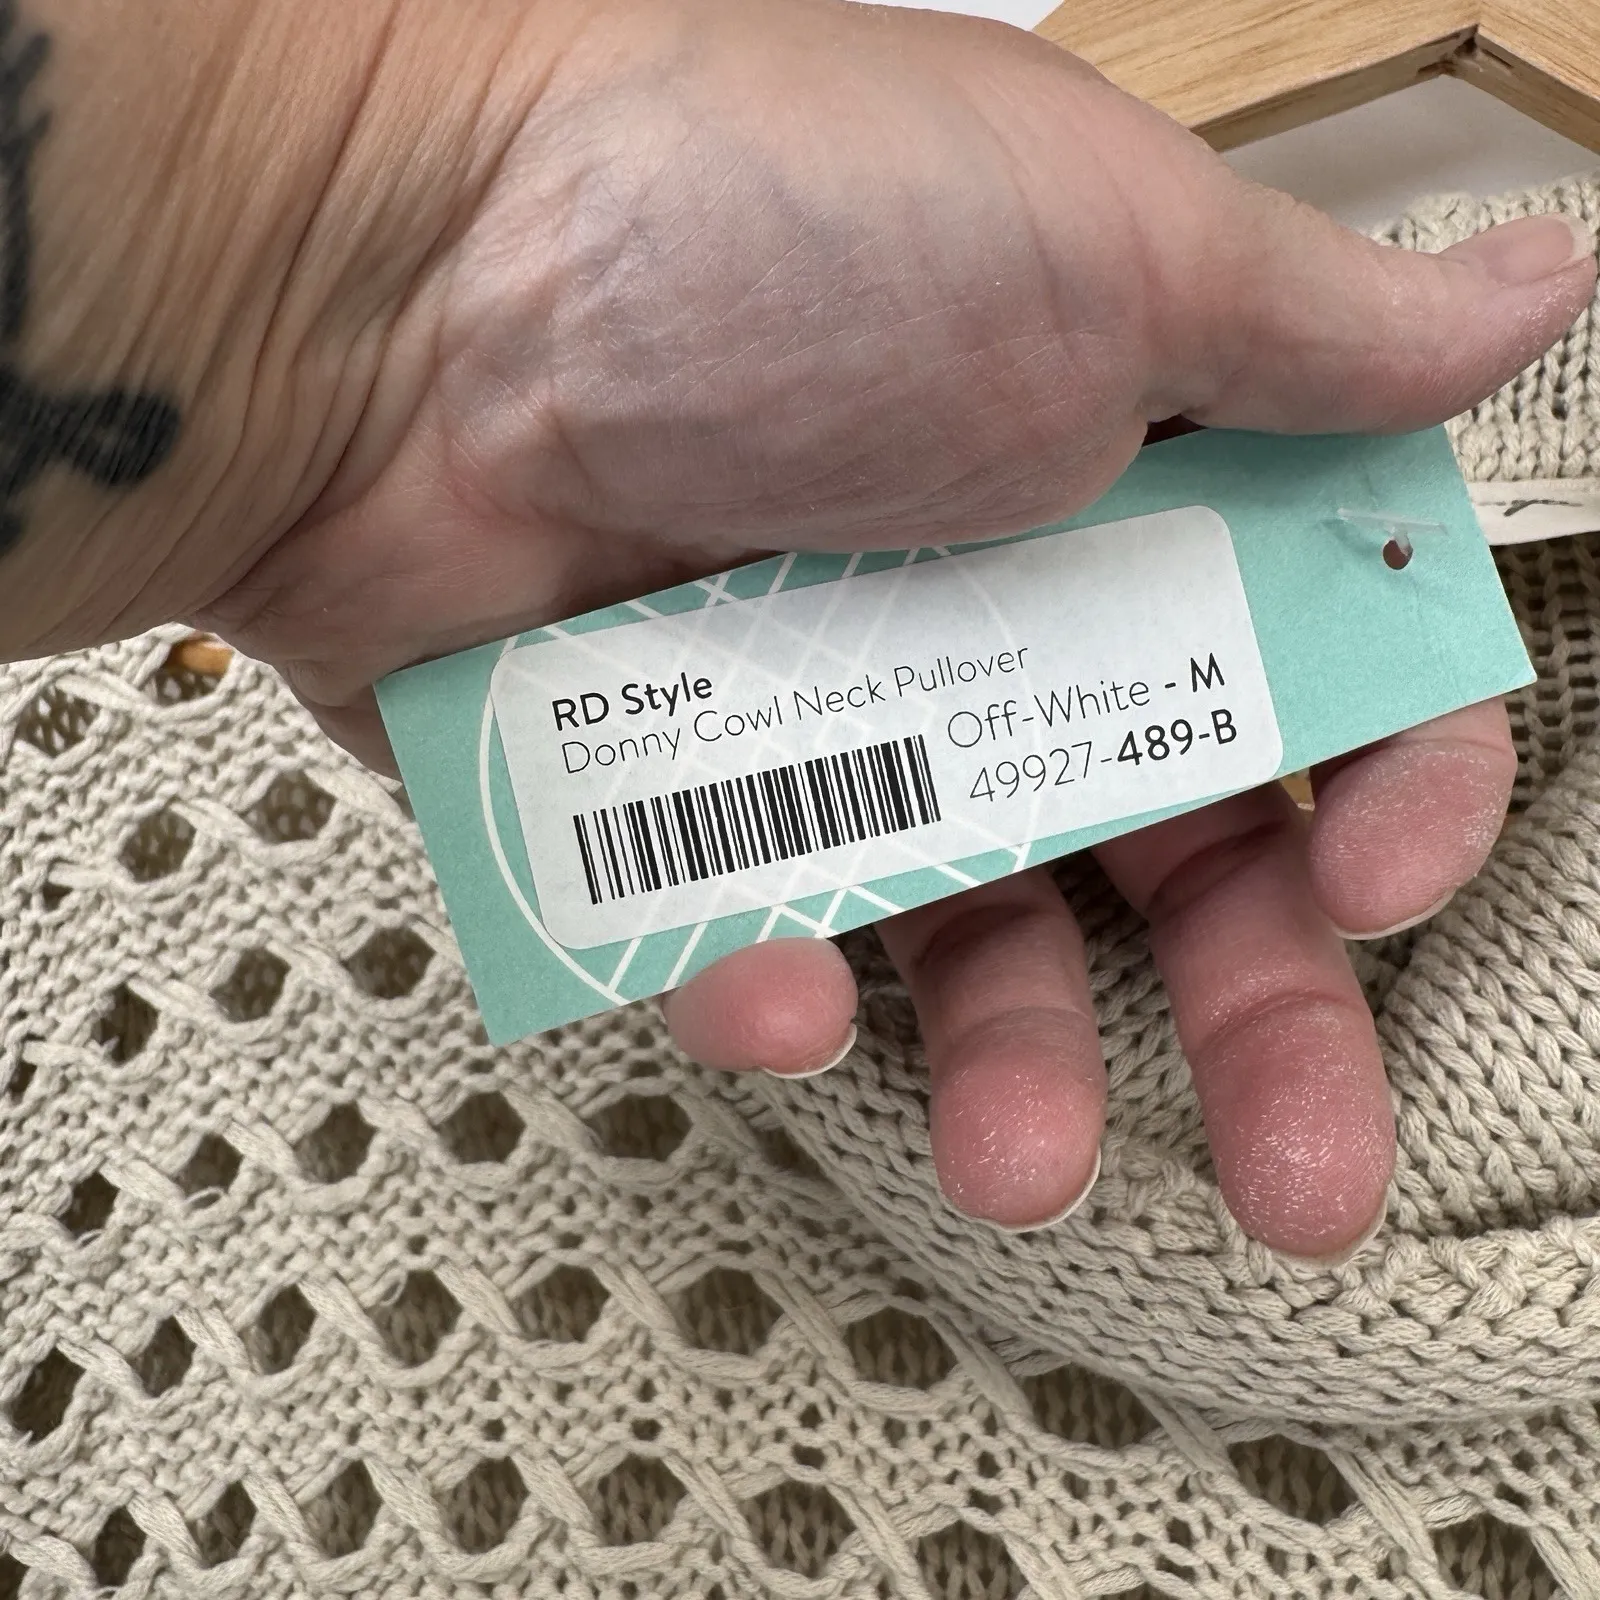 RD Style
Donny Cowl Neck Pullover
Off-White - M
49927-489-B